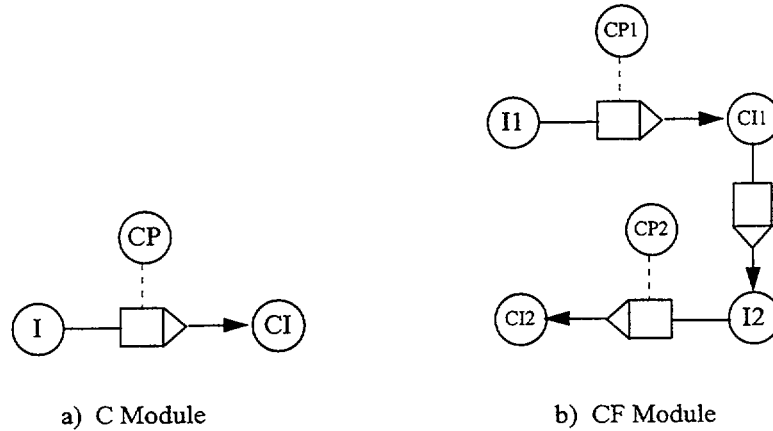 CP1
I1
CI1
CP
CP2
I
CI
CI2
I2
a) C Module
b) CF Module